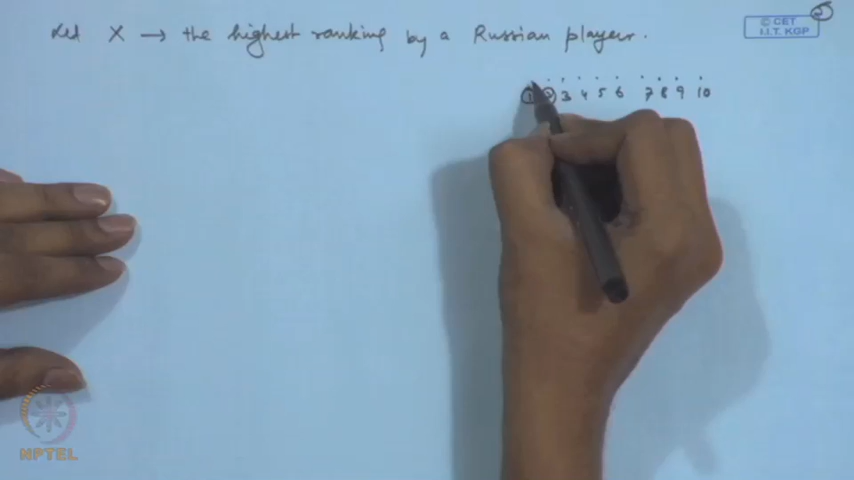 Let X → the highest ranking by a Russian player.
© CET
I.I.T. KGP
1 2 3 4 5 6 7 8 9 10
NPTEL